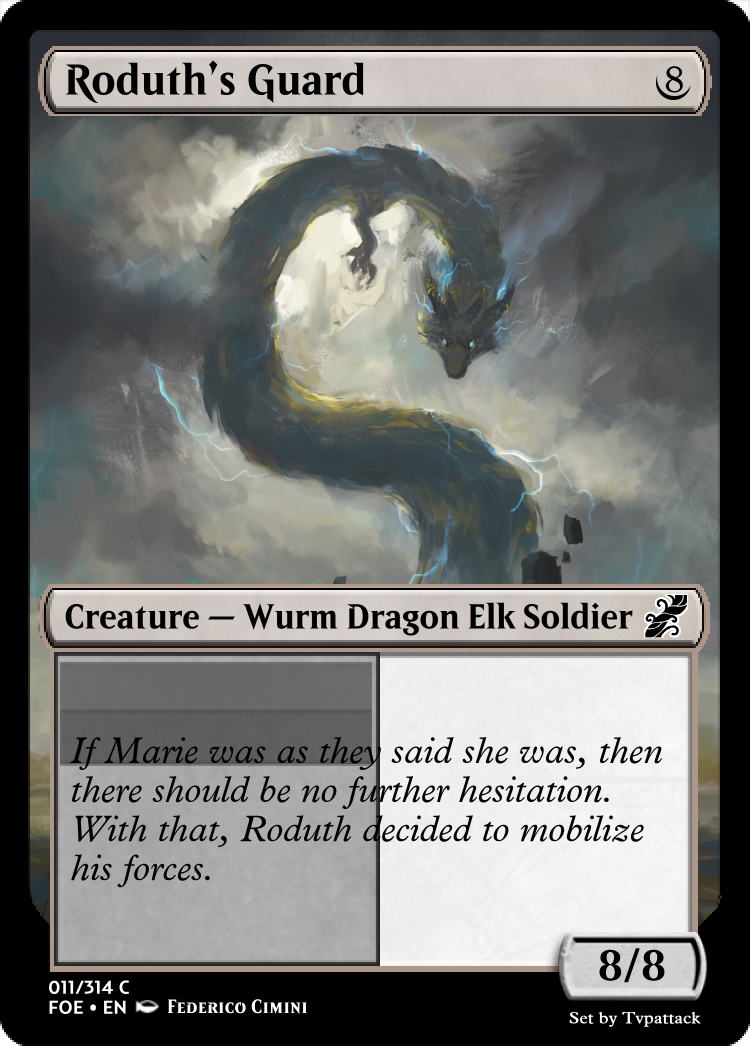 Roduth's Guard
8
Creature — Wurm Dragon Elk Soldier
If Marie was as they said she was, then
there should be no further hesitation.
With that, Roduth decided to mobilize
his forces.
8/8
011/314 C
FOE • EN Federico Cimini
Set by Tvpattack